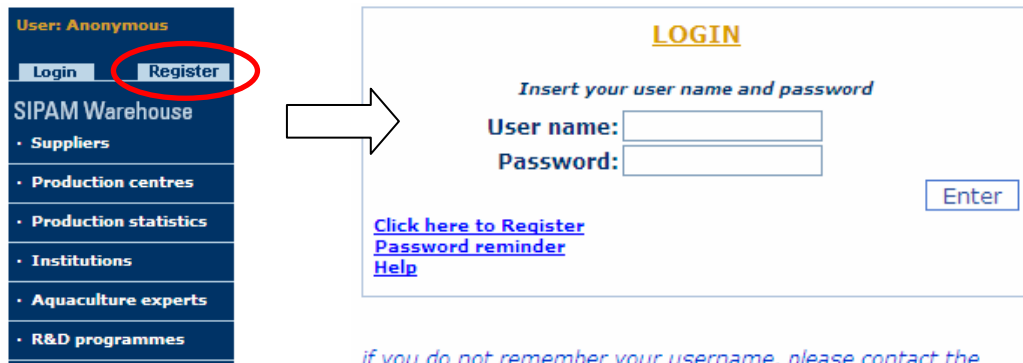 User: Anonymous
Login Register
SIPAM Warehouse
· Suppliers
· Production centres
· Production statistics
· Institutions
· Aquaculture experts
· R&D programmes
LOGIN
Insert your user name and password
User name:
Password:
Enter
Click here to Register
Password reminder
Help
if you do not remember your username, please contact the